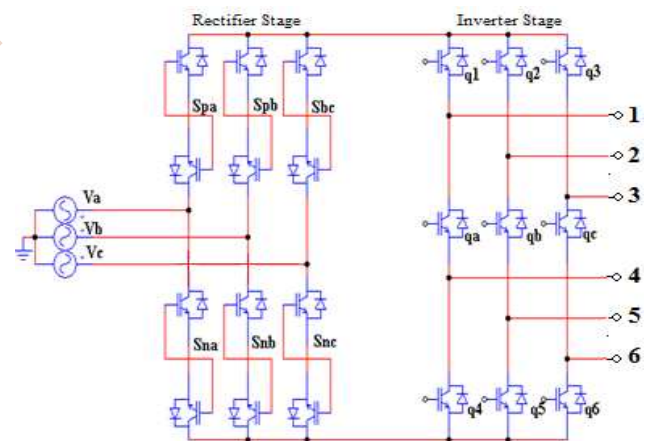 Rectifier Stage Inverter Stage
q1 q2 q3
Spa Spb Sbc
1
2
3
Va
Vb
Vc
qa qb qc
4
5
6
Sna Snb Snc
q4 q5 q6